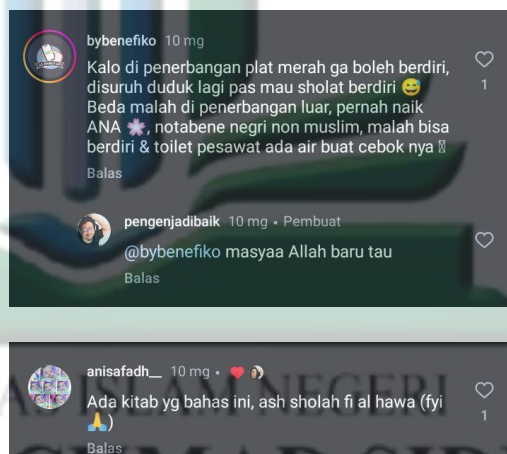 bybenefiko 10 mg
Kalo di penerbangan plat merah ga boleh berdiri,
disuruh duduk lagi pas mau sholat berdiri 😅
Beda malah di penerbangan luar, pernah naik
ANA 🌸, notabene negri non muslim, malah bisa
berdiri & toilet pesawat ada air buat cebok nya
1
Balas
pengenjadibaik 10 mg • Pembuat
@bybenefiko masyaa Allah baru tau
Balas
anisafadh__ 10 mg •
Ada kitab yg bahas ini, ash sholah fi al hawa (fyi
🙏)
1
Balas
AS ISLAM NEGERI